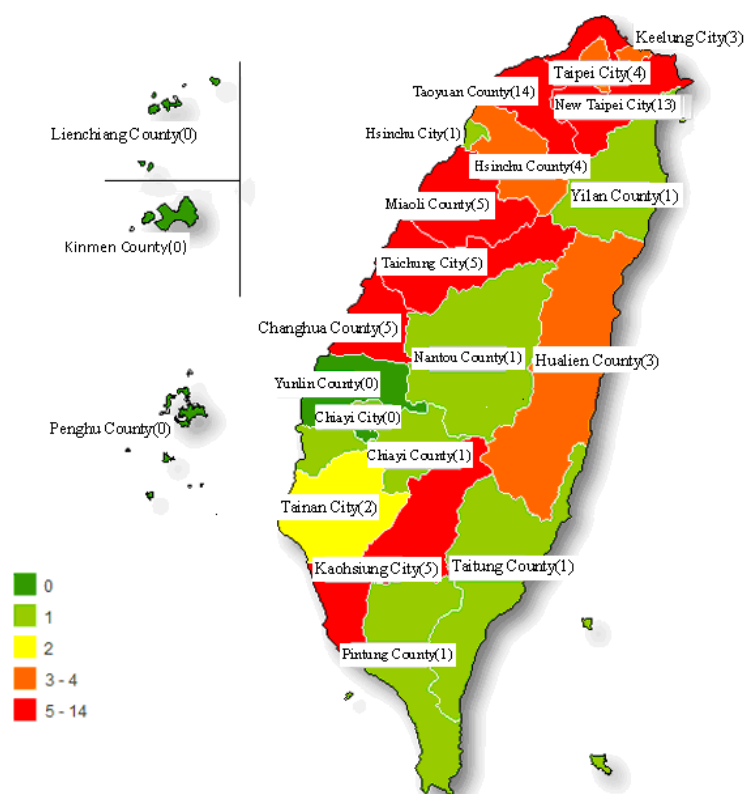 Keelung City(3)
Taipei City(4)
Taoyuan County(14)
New Taipei City(13)
Lienchiang County(0)
Hsinchu City(1)
Hsinchu County(4)
Yilan County(1)
Miaoli County(5)
Kinmen County(0)
Taichung City(5)
Changhua County(5)
Nantou County(1)
Hualien County(3)
Yunlin County(0)
Chiayi City(0)
Penghu County(0)
Chiayi County(1)
Tainan City(2)
Kaohsiung City(5)
Taitung County(1)
Pintung County(1)
0
1
2
3 - 4
5 - 14